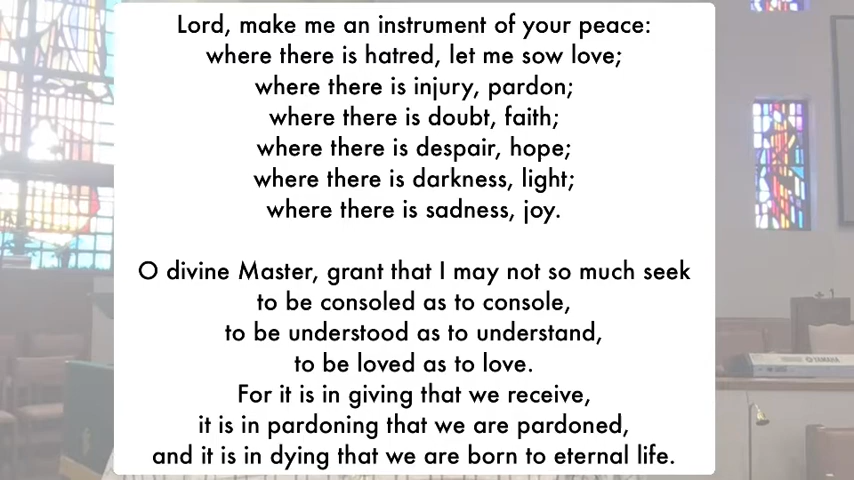 Lord, make me an instrument of your peace:
where there is hatred, let me sow love;
where there is injury, pardon;
where there is doubt, faith;
where there is despair, hope;
where there is darkness, light;
where there is sadness, joy.
O divine Master, grant that I may not so much seek
to be consoled as to console,
to be understood as to understand,
to be loved as to love.
For it is in giving that we receive,
it is in pardoning that we are pardoned,
and it is in dying that we are born to eternal life.
YAMAHA